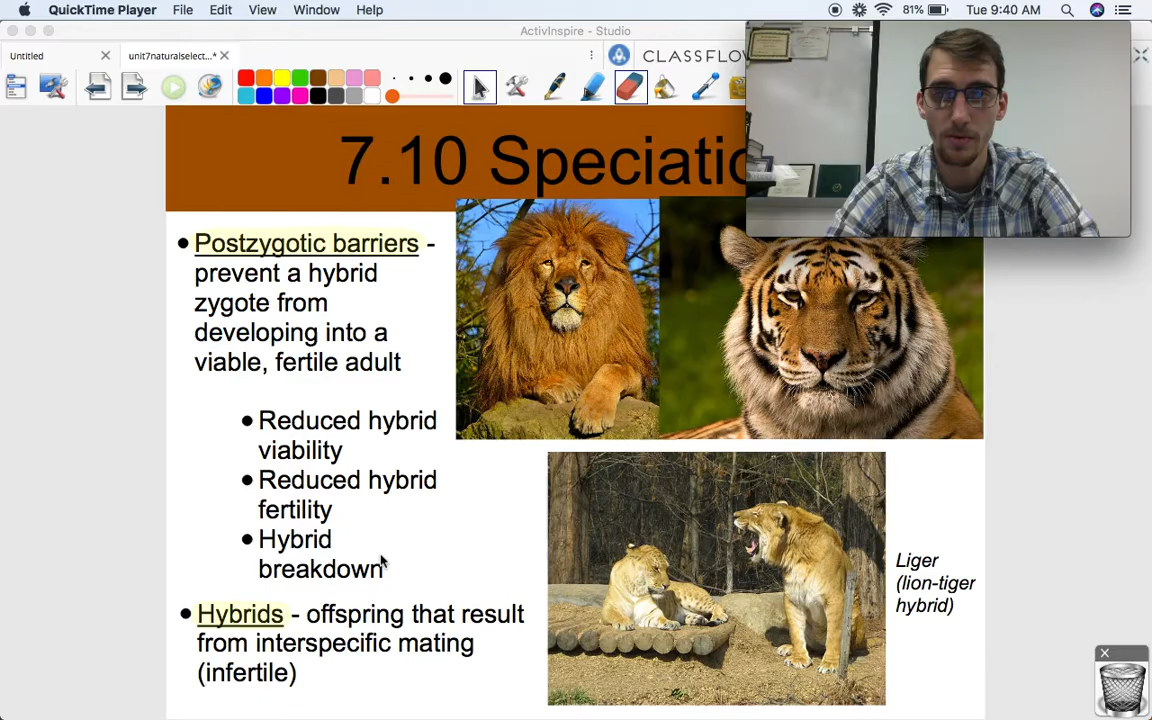 QuickTime Player File Edit View Window Help 81% Tue 9:40 AM
ActivInspire - Studio
Untitled unit7naturalselect...* CLASSFLOW
7.10 Speciatio
Postzygotic barriers -
prevent a hybrid
zygote from
developing into a
viable, fertile adult
Reduced hybrid
viability
Reduced hybrid
fertility
Hybrid
breakdown
Hybrids - offspring that result
from interspecific mating
(infertile)
Liger
(lion-tiger
hybrid)